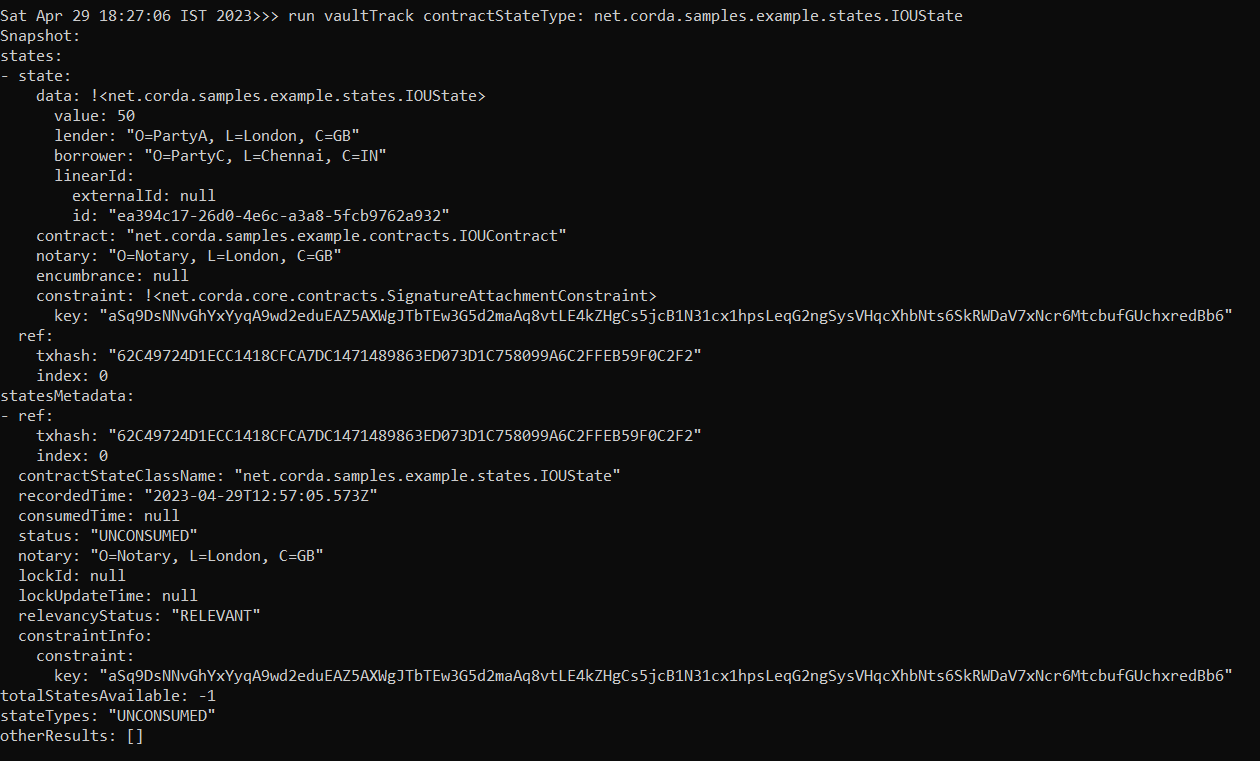 Sat Apr 29 18:27:06 IST 2023>>> run vaultTrack contractStateType: net.corda.samples.example.states.IOUState
Snapshot:
states:
- state:
    data: !<net.corda.samples.example.states.IOUState>
      value: 50
      lender: "O=PartyA, L=London, C=GB"
      borrower: "O=PartyC, L=Chennai, C=IN"
      linearId:
        externalId: null
        id: "ea394c17-26d0-4e6c-a3a8-5fcb9762a932"
    contract: "net.corda.samples.example.contracts.IOUContract"
    notary: "O=Notary, L=London, C=GB"
    encumbrance: null
    constraint: !<net.corda.core.contracts.SignatureAttachmentConstraint>
      key: "aSq9DsNNvGhYxYyqA9wd2eduEAZ5AXWgJTbTEw3G5d2maAq8vtLE4kZHgCs5jcB1N31cx1hpsLeqG2ngSysVHqcXhbNts6SkRWDaV7xNcr6MtcbufGUchxredBb6"
  ref:
    txhash: "62C49724D1ECC1418CFCA7DC1471489863ED073D1C758099A6C2FFEB59F0C2F2"
    index: 0
statesMetadata:
- ref:
    txhash: "62C49724D1ECC1418CFCA7DC1471489863ED073D1C758099A6C2FFEB59F0C2F2"
    index: 0
  contractStateClassName: "net.corda.samples.example.states.IOUState"
  recordedTime: "2023-04-29T12:57:05.573Z"
  consumedTime: null
  status: "UNCONSUMED"
  notary: "O=Notary, L=London, C=GB"
  lockId: null
  lockUpdateTime: null
  relevancyStatus: "RELEVANT"
  constraintInfo:
    constraint:
      key: "aSq9DsNNvGhYxYyqA9wd2eduEAZ5AXWgJTbTEw3G5d2maAq8vtLE4kZHgCs5jcB1N31cx1hpsLeqG2ngSysVHqcXhbNts6SkRWDaV7xNcr6MtcbufGUchxredBb6"
totalStatesAvailable: -1
stateTypes: "UNCONSUMED"
otherResults: []